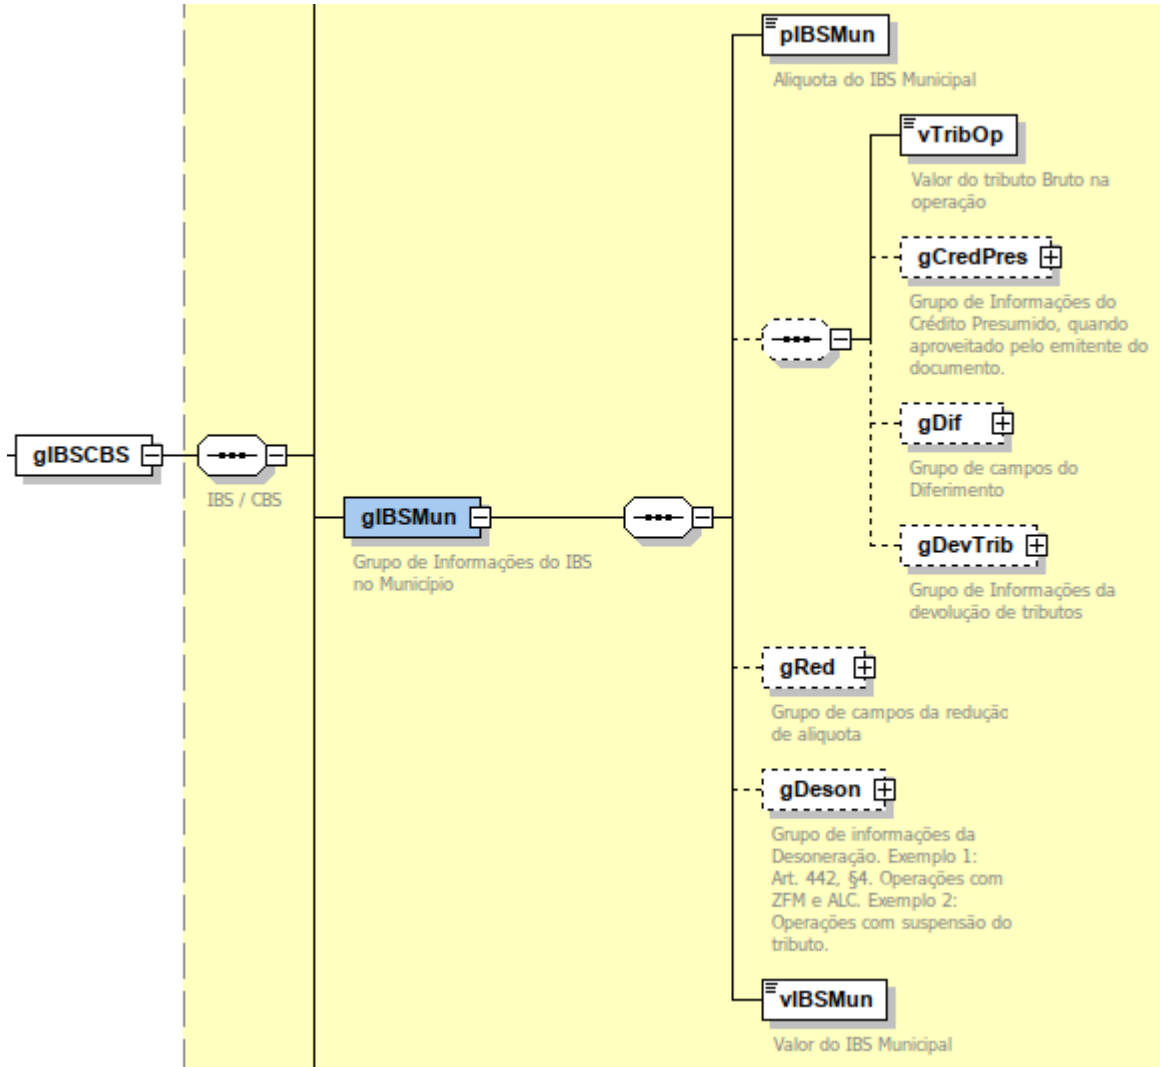 pIBSMun
Aliquota do IBS Municipal
vTribOp
Valor do tributo Bruto na
operação
gCredPres
Grupo de Informações do
Crédito Presumido, quando
aproveitado pelo emitente do
documento.
gDif
Grupo de campos do
Diferimento
gIBSCBS
IBS / CBS
gIBSMun
Grupo de Informações do IBS
no Município
gDevTrib
Grupo de Informações da
devolução de tributos
gRed
Grupo de campos da redução
de aliquota
gDeson
Grupo de informações da
Desoneração. Exemplo 1:
Art. 442, §4. Operações com
ZFM e ALC. Exemplo 2:
Operações com suspensão do
tributo.
vIBSMun
Valor do IBS Municipal